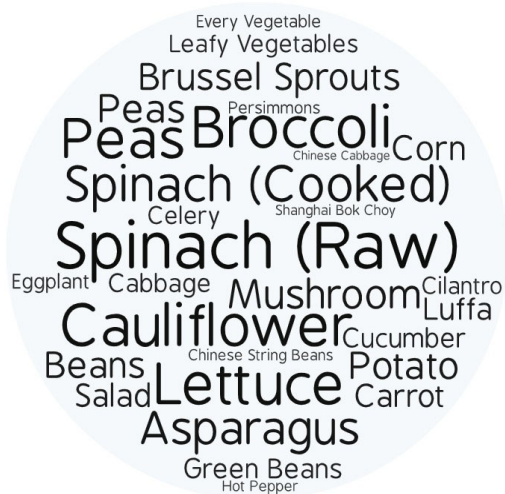 Every Vegetable
Leafy Vegetables
Brussel Sprouts
Peas
Persimmons
Peas
Broccoli
Chinese Cabbage
Corn
Spinach (Cooked)
Celery
Shanghai Bok Choy
Spinach (Raw)
Eggplant
Cabbage
Mushroom
Cilantro
Luffa
Cauliflower
Cucumber
Chinese String Beans
Beans
Potato
Salad
Lettuce
Carrot
Asparagus
Green Beans
Hot Pepper